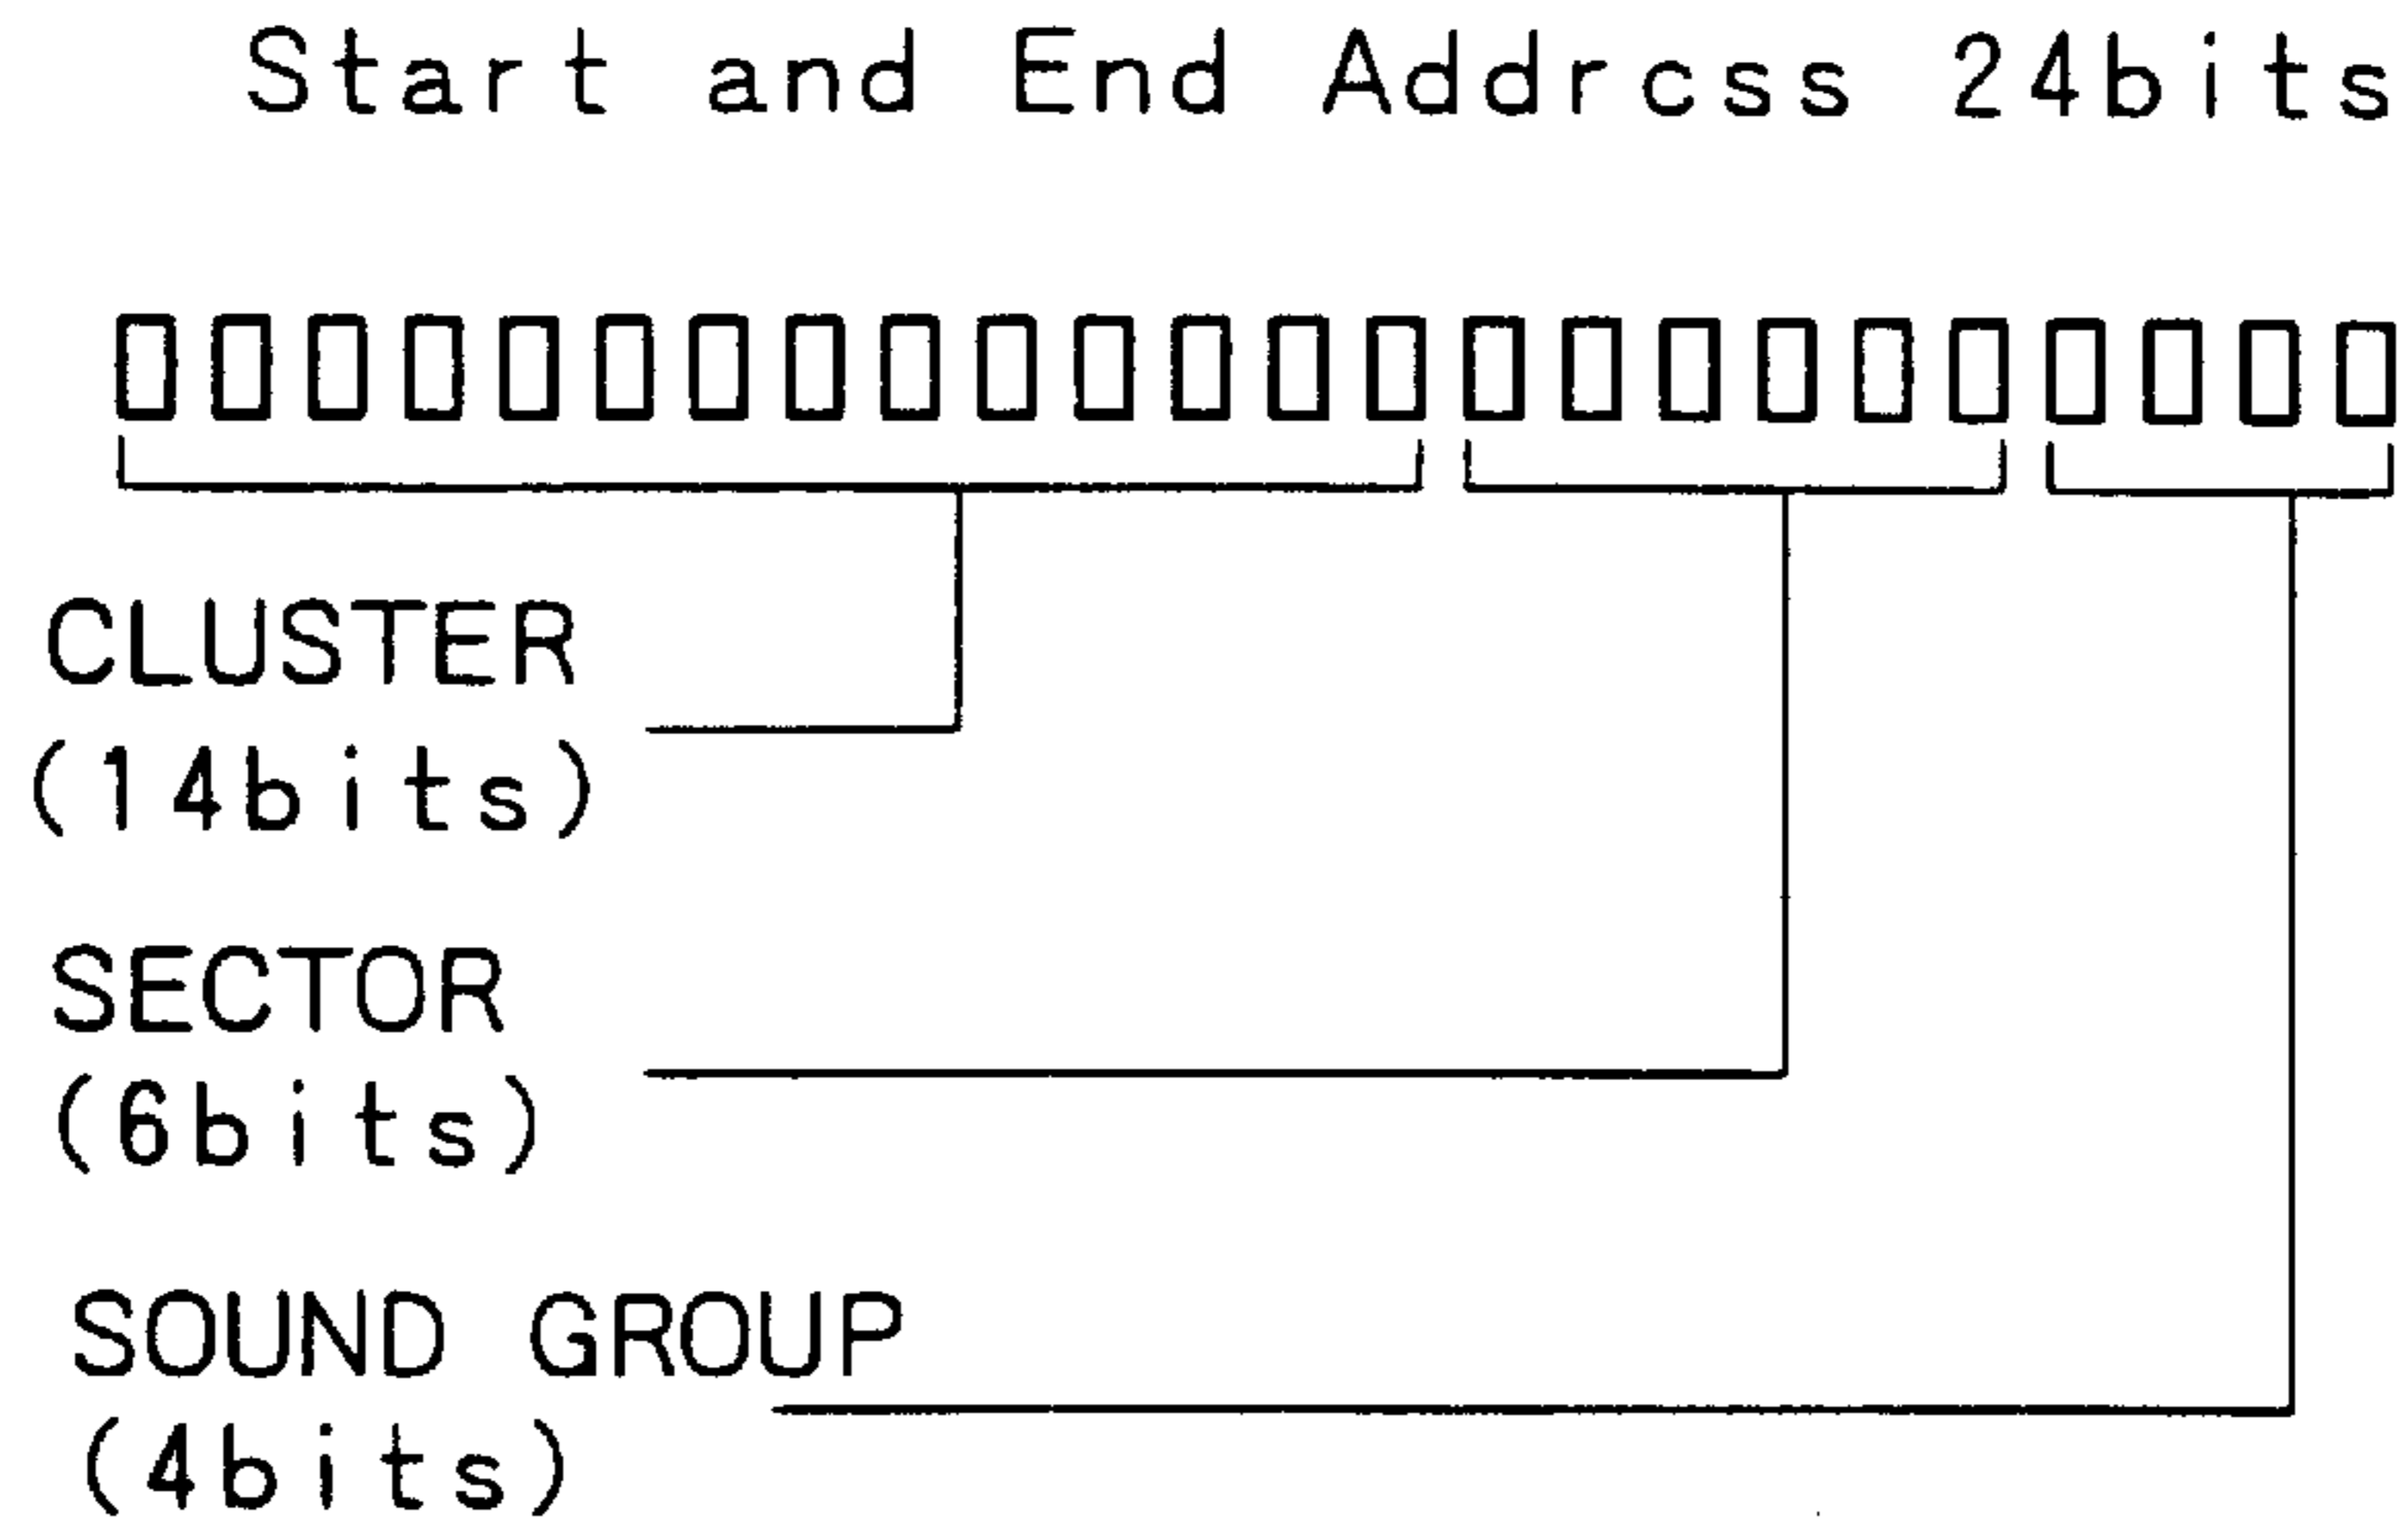 Start and End Addrcss 24bits
CLUSTER
(14bits)
SECTOR
(6bits)
SOUND GROUP
(4bits)